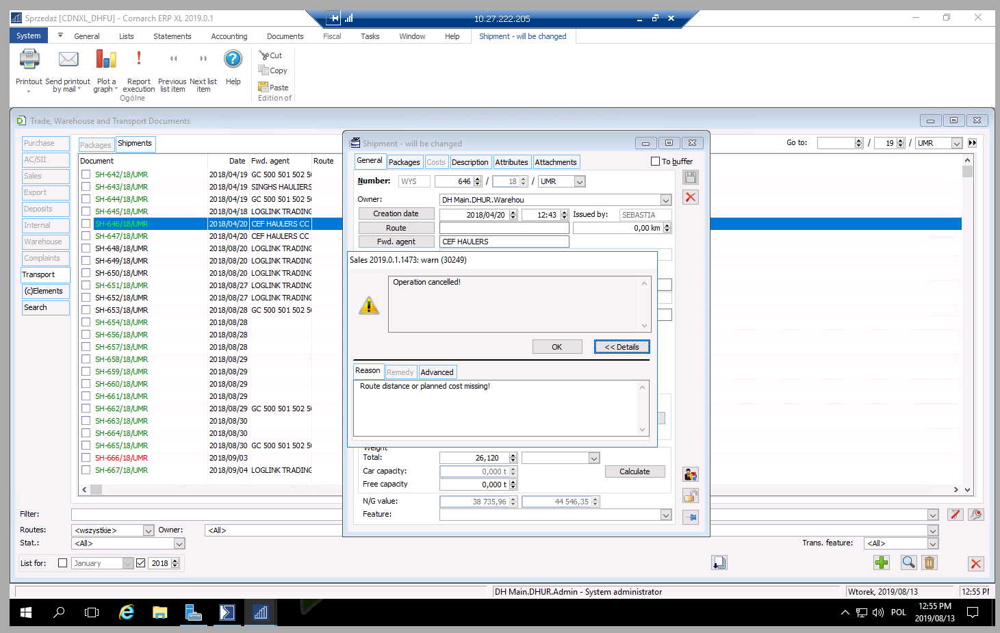 Sprzedaż [CDNXL_DHFU] - Comarch ERP XL 2019.0.1
10.27.222.205
System General Lists Statements Accounting Documents Fiscal Tasks Window Help Shipment - will be changed
Printout
Send printout by mail
Plot a graph
Report execution
Previous list item
Next list item
Help
Ogólne
Cut
Copy
Paste
Edition of
Trade, Warehouse and Transport Documents
Purchase
AC/SII
Sales
Export
Deposits
Internal
Warehouse
Complaints
Transport
(c)Elements
Search
Packages Shipments
Go to: / 19 / UMR
Document Date Fwd. agent Route
SH-642/18/UMR 2018/04/19 GC 500 501 502 50
SH-643/18/UMR 2018/04/19 SINGHS HAULIERS
SH-644/18/UMR 2018/04/19 GC 500 501 502 50
SH-645/18/UMR 2018/04/18 LOGLINK TRADING
SH-646/18/UMR 2018/04/20 CEF HAULERS CC
SH-647/18/UMR 2018/04/20 CEF HAULERS CC
SH-648/18/UMR 2018/08/20 LOGLINK TRADING
SH-649/18/UMR 2018/08/20 LOGLINK TRADING
SH-650/18/UMR 2018/08/20 LOGLINK TRADING
SH-651/18/UMR 2018/08/27 LOGLINK TRADING
SH-652/18/UMR 2018/08/27 LOGLINK TRADING
SH-653/18/UMR 2018/08/28 GC 500 501 502 50
SH-654/18/UMR 2018/08/28
SH-656/18/UMR 2018/08/28
SH-657/18/UMR 2018/08/28
SH-658/18/UMR 2018/08/29
SH-659/18/UMR 2018/08/29
SH-660/18/UMR 2018/08/29
SH-661/18/UMR 2018/08/29
SH-662/18/UMR 2018/08/29 GC 500 501 502 50
SH-663/18/UMR 2018/08/30
SH-664/18/UMR 2018/08/30
SH-665/18/UMR 2018/08/30 GC 500 501 502 50
SH-666/18/UMR 2018/09/03
SH-667/18/UMR 2018/09/04 LOGLINK TRADING
Shipment - will be changed
General Packages Costs Description Attributes Attachments
To buffer
Number: WYS 646 / 18 / UMR
Owner: DH Main.DHUR.Warehou
Creation date 2018/04/20 12:43 Issued by: SEBASTIA
Route 0,00 km
Fwd. agent CEF HAULERS
Sales 2019.0.1.1473: warn (30249)
Operation cancelled!
OK << Details
Reason Remedy Advanced
Route distance or planned cost missing!
Weight
Total: 26,120
Car capacity: 0,000 t Calculate
Free capacity 0,000 t
N/G value: 38 735,96 44 546,35
Feature:
Filter:
Routes: <wszystkie> Owner: <All>
Stat.: <All> Trans. feature: <All>
List for: January 2018
DH Main.DHUR.Admin - System administrator
Wtorek, 2019/08/13
12:55 PM
POL
12:55 PM
2019/08/13